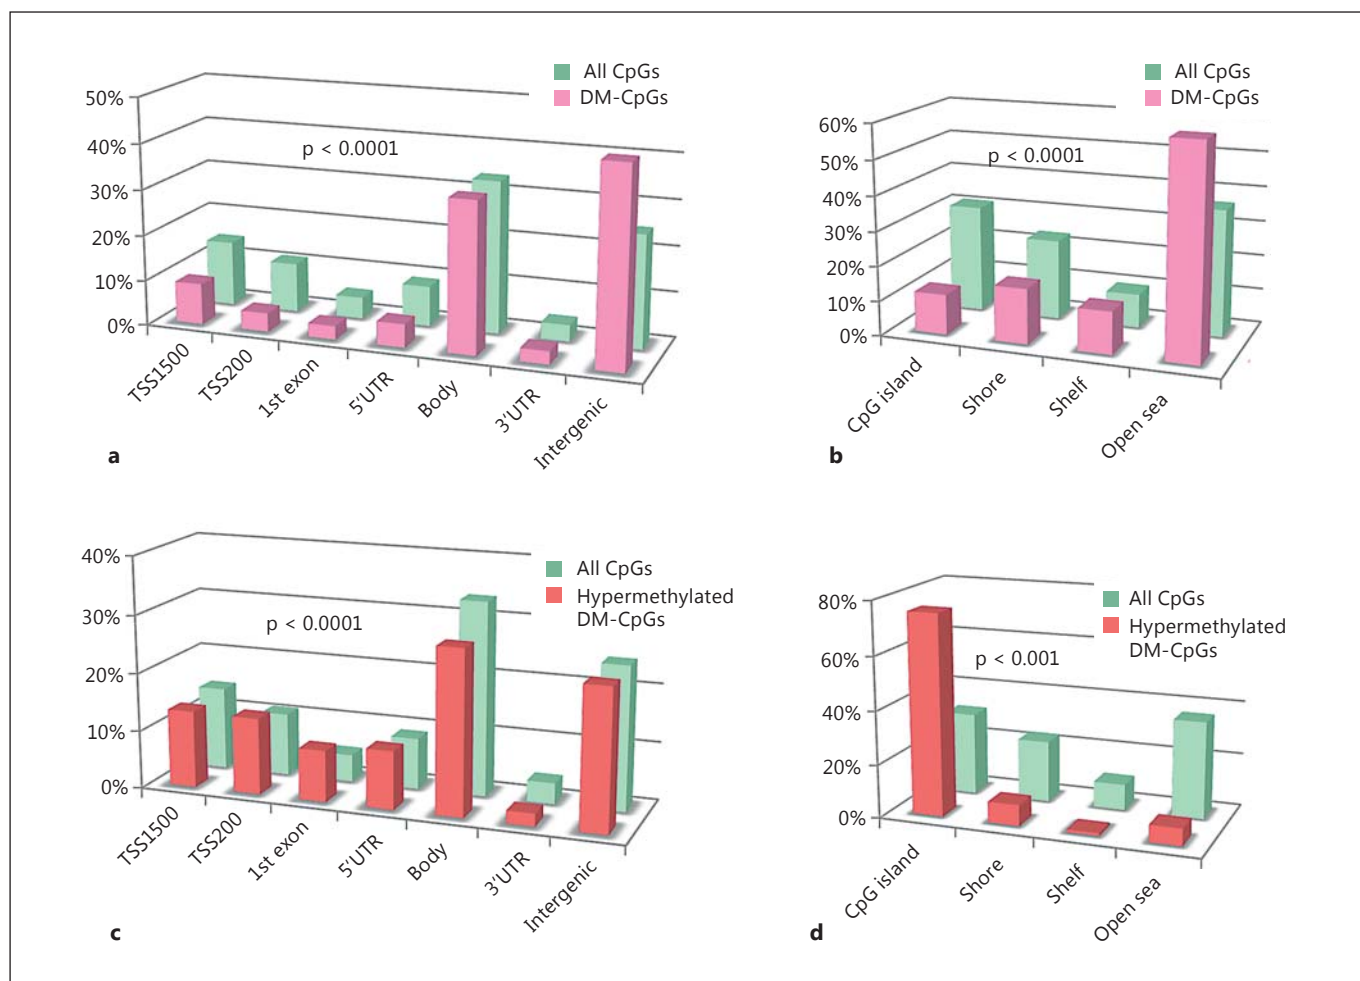 All CpGs
DM-CpGs
50%
40%
30%
20%
10%
0%
p < 0.0001
TSS1500
TSS200
1st exon
5'UTR
Body
3'UTR
Intergenic
a
All CpGs
DM-CpGs
60%
50%
40%
30%
20%
10%
0%
p < 0.0001
CpG island
Shore
Shelf
Open sea
b
All CpGs
Hypermethylated
DM-CpGs
40%
30%
20%
10%
0%
p < 0.0001
TSS1500
TSS200
1st exon
5'UTR
Body
3'UTR
Intergenic
c
All CpGs
Hypermethylated
DM-CpGs
80%
60%
40%
20%
0%
p < 0.001
CpG island
Shore
Shelf
Open sea
d